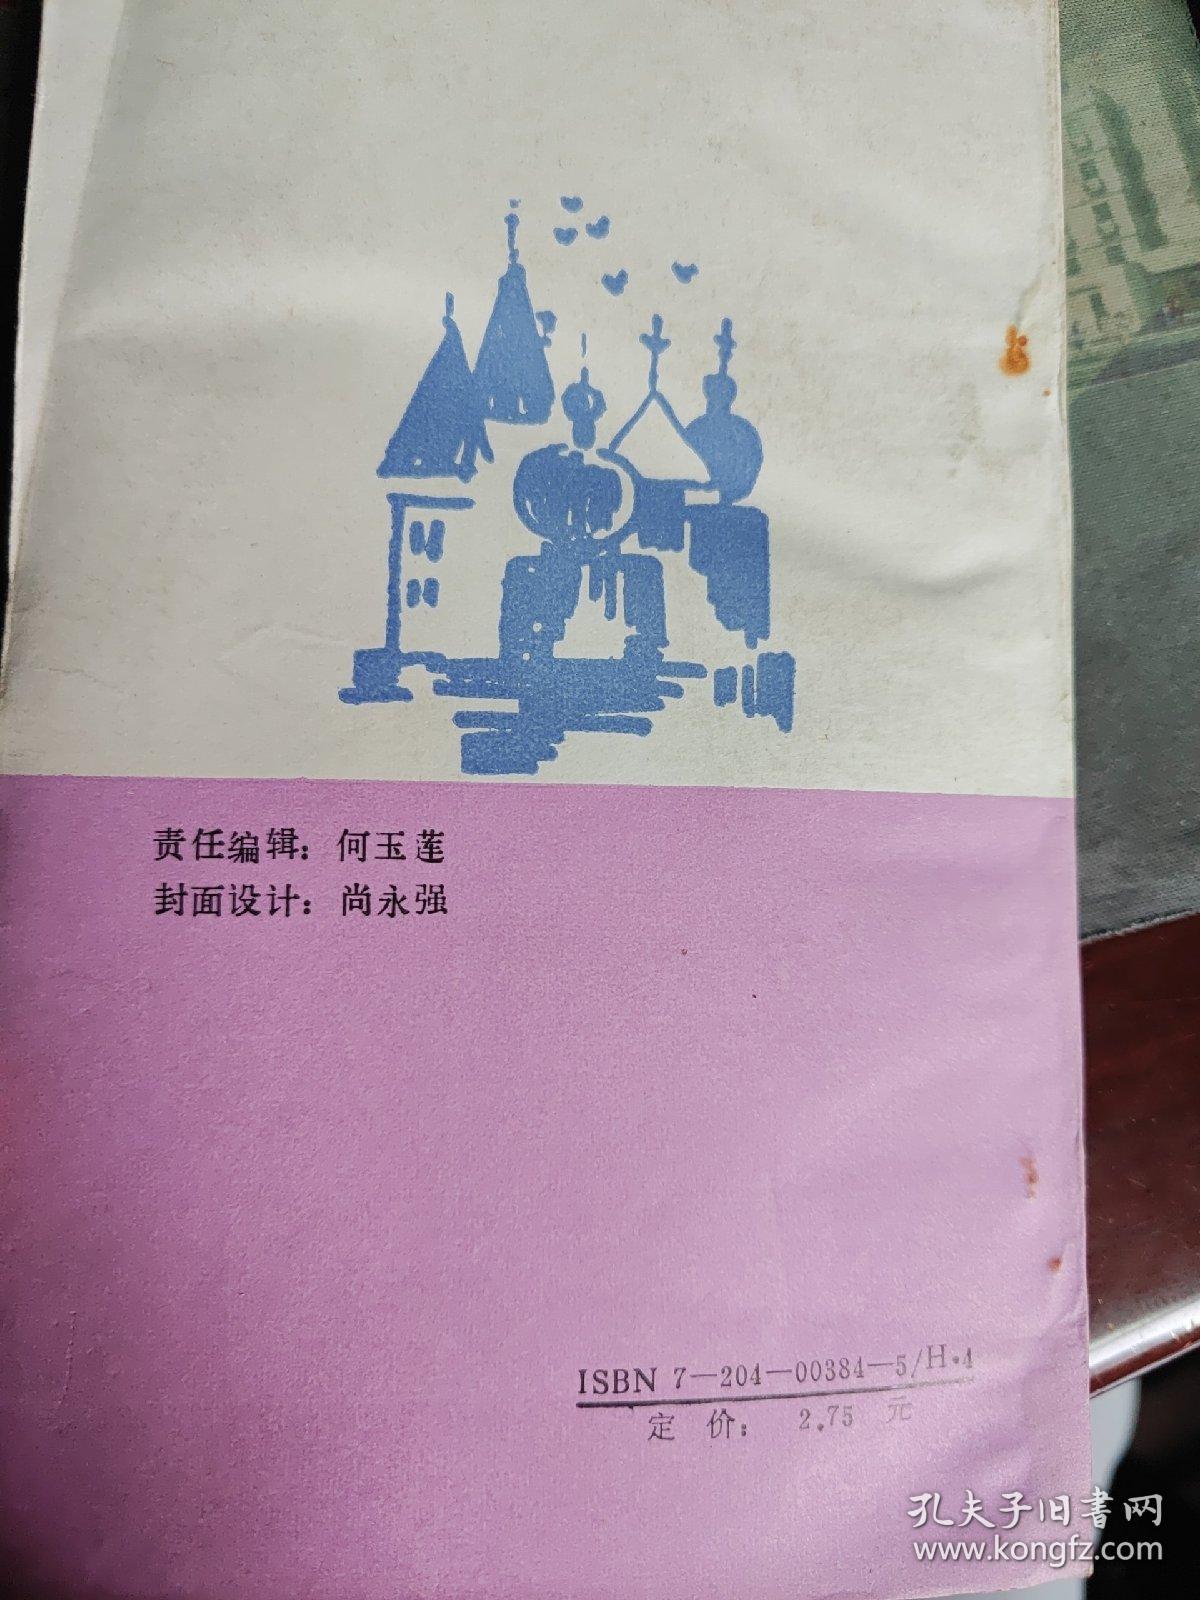 责任编辑：何玉莲
封面设计：尚永强
ISBN 7—204—00384—5/H·4
定 价： 2.75 元
孔夫子旧书网
www.kongfz.com